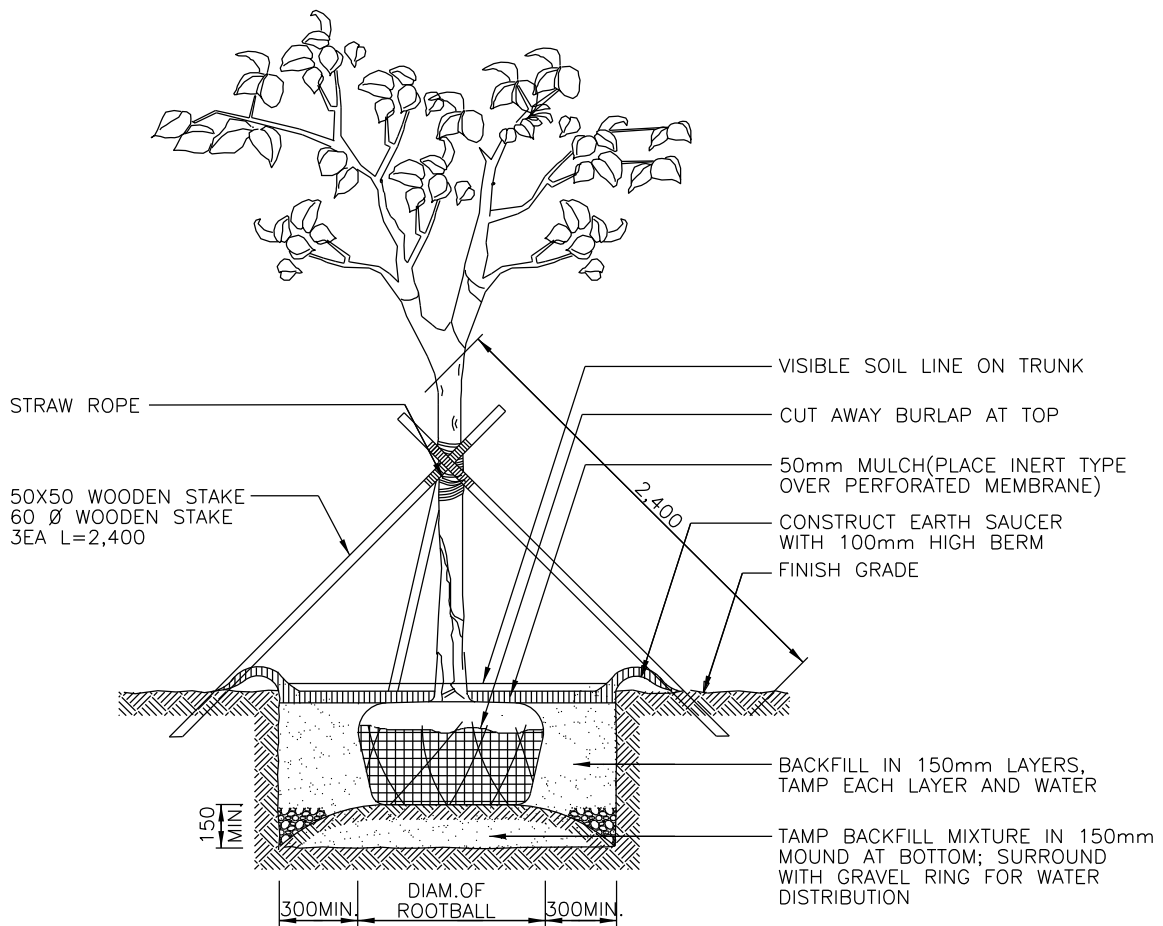 VISIBLE SOIL LINE ON TRUNK
STRAW ROPE
CUT AWAY BURLAP AT TOP
50mm MULCH(PLACE INERT TYPE
OVER PERFORATED MEMBRANE)
50X50 WOODEN STAKE
60 Ø WOODEN STAKE
3EA L=2,400
2,400
CONSTRUCT EARTH SAUCER
WITH 100mm HIGH BERM
FINISH GRADE
BACKFILL IN 150mm LAYERS,
TAMP EACH LAYER AND WATER
150
MIN.
TAMP BACKFILL MIXTURE IN 150mm
MOUND AT BOTTOM; SURROUND
WITH GRAVEL RING FOR WATER
DISTRIBUTION
300MIN.
DIAM.OF
ROOTBALL
300MIN.